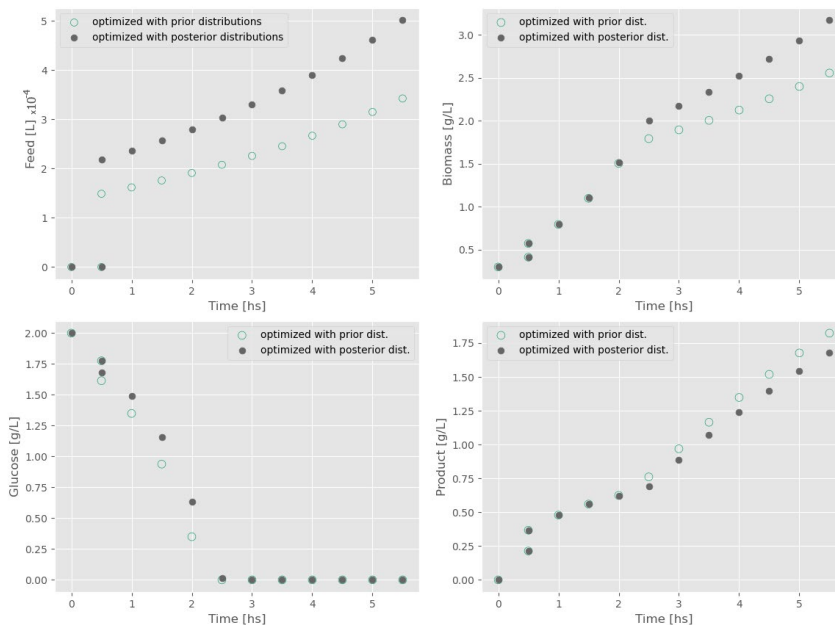 optimized with prior distributions
optimized with posterior distributions
Feed [L] x10⁻⁴
5
4
3
2
1
0
0 1 2 3 4 5
Time [hs]
optimized with prior dist.
optimized with posterior dist.
Biomass [g/L]
3.0
2.5
2.0
1.5
1.0
0.5
0 1 2 3 4 5
Time [hs]
optimized with prior dist.
optimized with posterior dist.
Glucose [g/L]
2.00
1.75
1.50
1.25
1.00
0.75
0.50
0.25
0.00
0 1 2 3 4 5
Time [hs]
optimized with prior dist.
optimized with posterior dist.
Product [g/L]
1.75
1.50
1.25
1.00
0.75
0.50
0.25
0.00
0 1 2 3 4 5
Time [hs]